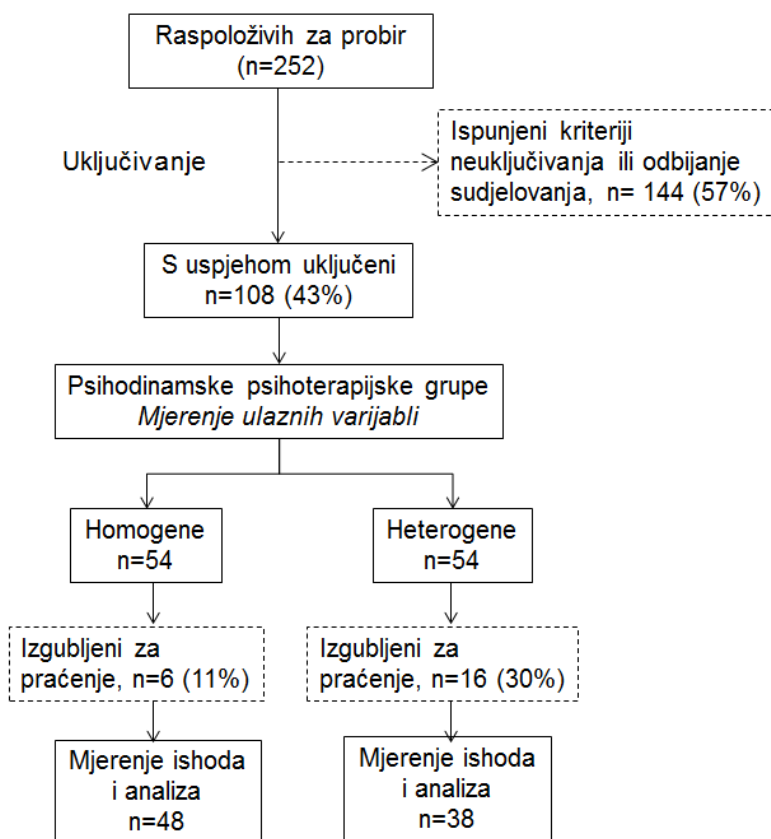 Raspoloživih za probir
(n=252)
Uključivanje
Ispunjeni kriteriji
neuključivanja ili odbijanje
sudjelovanja, n= 144 (57%)
S uspjehom uključeni
n=108 (43%)
Psihodinamske psihoterapijske grupe
Mjerenje ulaznih varijabli
Homogene
n=54
Heterogene
n=54
Izgubljeni za
praćenje, n=6 (11%)
Izgubljeni za
praćenje, n=16 (30%)
Mjerenje ishoda
i analiza
n=48
Mjerenje ishoda
i analiza
n=38